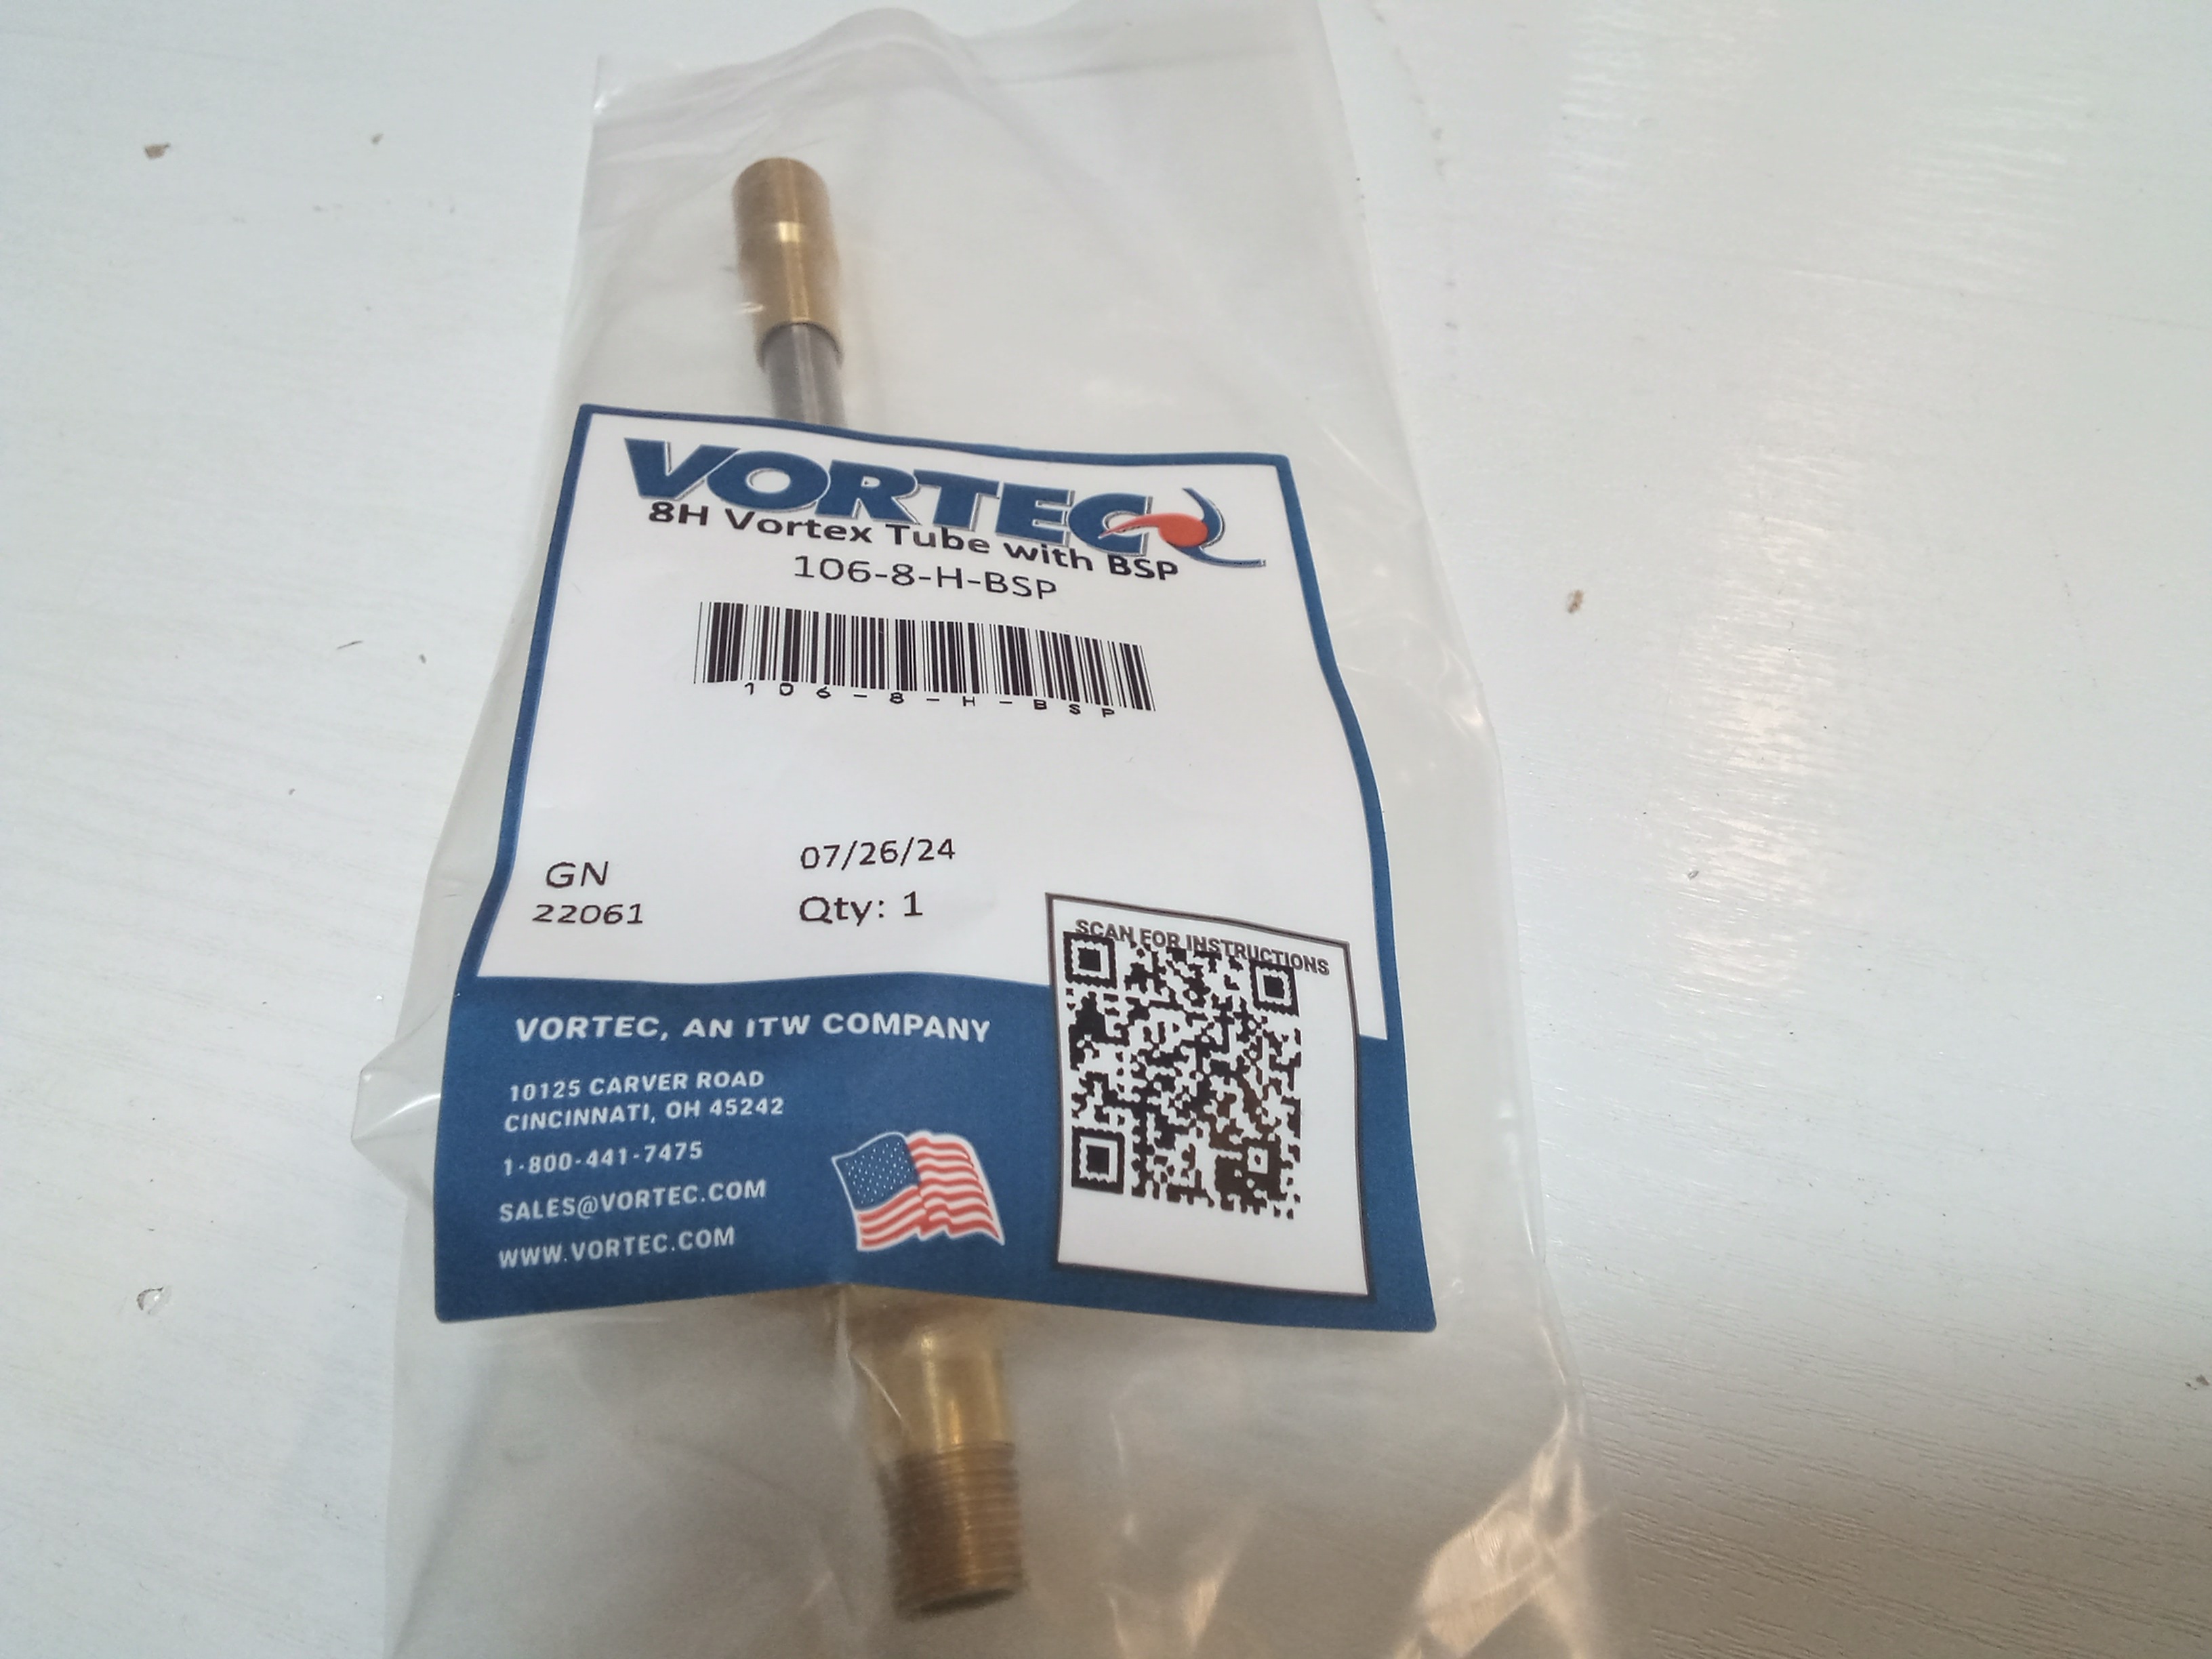 VORTEC
8H Vortex Tube with BSP
106-8-H-BSP
106-8-H-BSP
GN
22061
07/26/24
Qty: 1
SCAN FOR INSTRUCTIONS
VORTEC, AN ITW COMPANY
10125 CARVER ROAD
CINCINNATI, OH 45242
1-800-441-7475
SALES@VORTEC.COM
WWW.VORTEC.COM